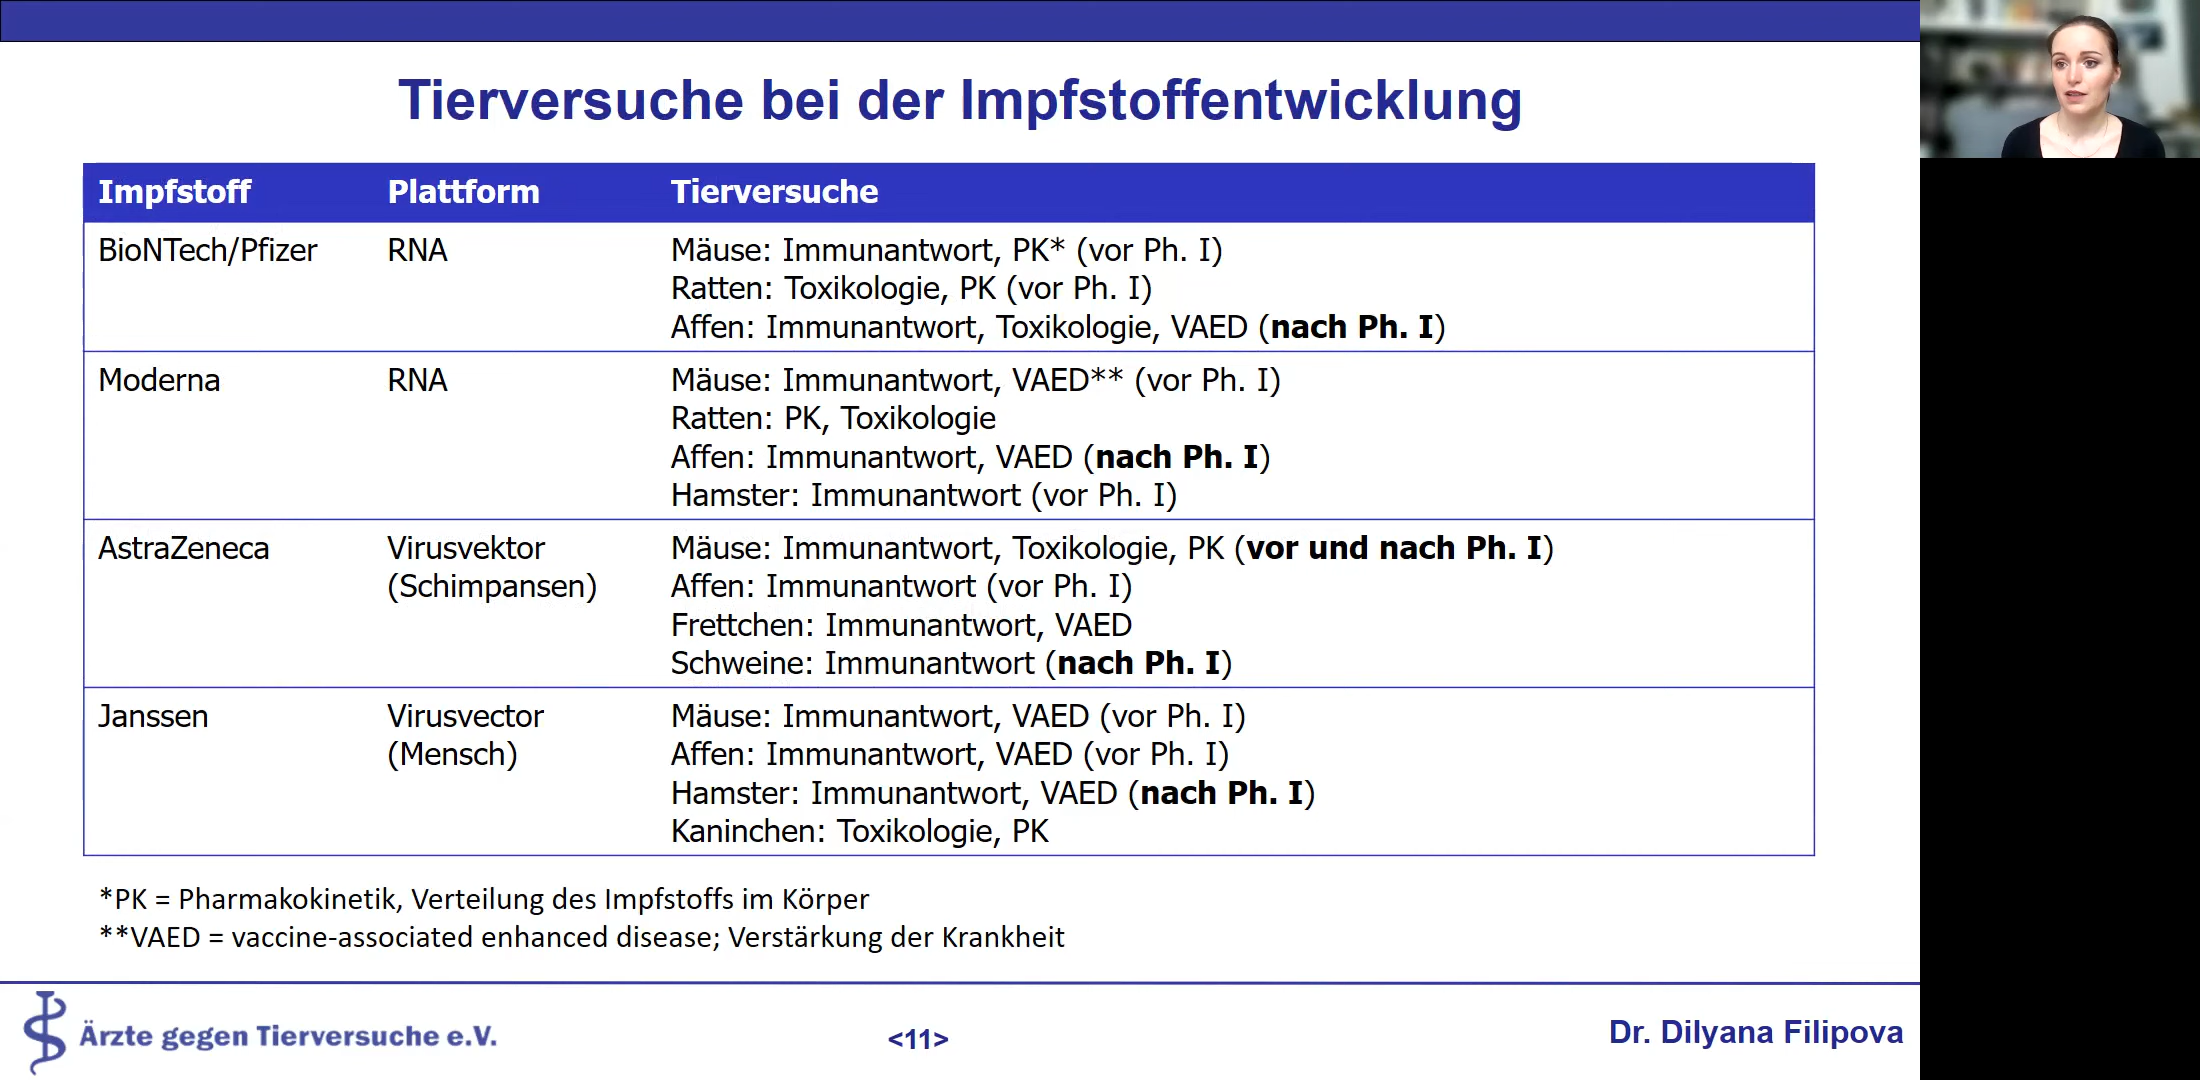 Tierversuche bei der Impfstoffentwicklung
Impfstoff Plattform Tierversuche
BioNTech/Pfizer RNA Mäuse: Immunantwort, PK* (vor Ph. I)
Ratten: Toxikologie, PK (vor Ph. I)
Affen: Immunantwort, Toxikologie, VAED (nach Ph. I)
Moderna RNA Mäuse: Immunantwort, VAED** (vor Ph. I)
Ratten: PK, Toxikologie
Affen: Immunantwort, VAED (nach Ph. I)
Hamster: Immunantwort (vor Ph. I)
AstraZeneca Virusvektor Mäuse: Immunantwort, Toxikologie, PK (vor und nach Ph. I)
(Schimpansen) Affen: Immunantwort (vor Ph. I)
Frettchen: Immunantwort, VAED
Schweine: Immunantwort (nach Ph. I)
Janssen Virusvector Mäuse: Immunantwort, VAED (vor Ph. I)
(Mensch) Affen: Immunantwort, VAED (vor Ph. I)
Hamster: Immunantwort, VAED (nach Ph. I)
Kaninchen: Toxikologie, PK
*PK = Pharmakokinetik, Verteilung des Impfstoffs im Körper
**VAED = vaccine-associated enhanced disease; Verstärkung der Krankheit
Ärzte gegen Tierversuche e.V. <11> Dr. Dilyana Filipova